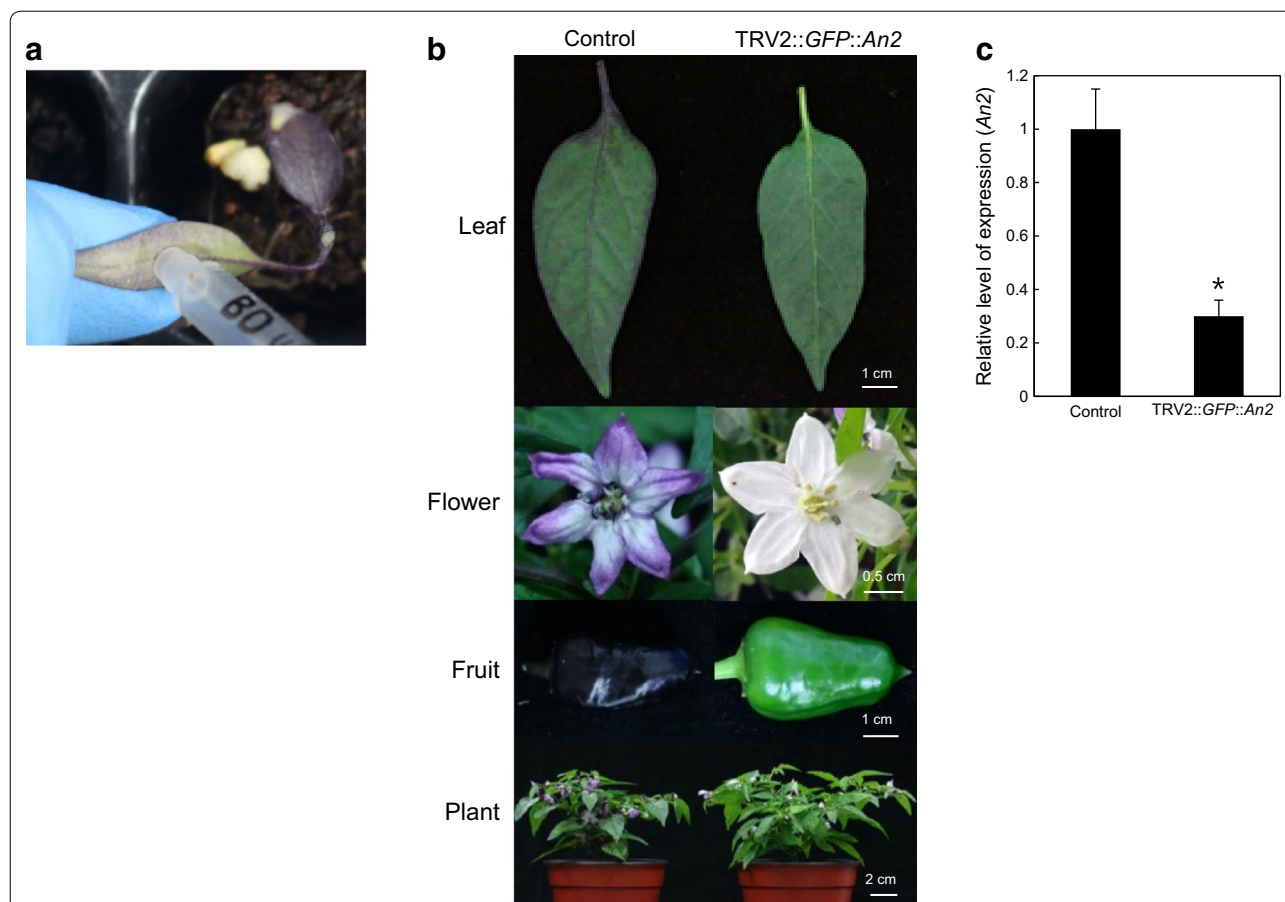 a
BO
b
Control TRV2::GFP::An2
Leaf
1 cm
Flower
0.5 cm
Fruit
1 cm
Plant
2 cm
c
Relative level of expression (An2)
1.2
1
0.8
0.6
0.4
0.2
0
*
Control TRV2::GFP::An2